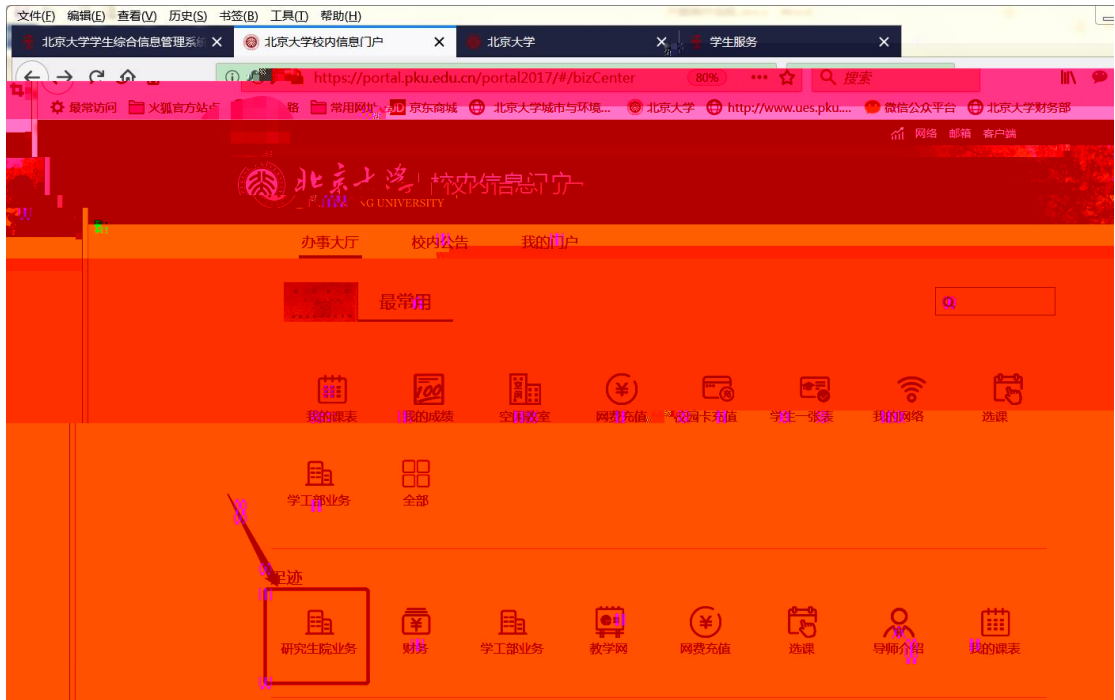 文件(F) 编辑(E) 查看(V) 历史(S) 书签(B) 工具(T) 帮助(H)
北京大学学生综合信息管理系统 北京大学校内信息门户 北京大学 学生服务
https://portal.pku.edu.cn/portal2017/#/bizCenter 80% 搜索
最常访问 火狐官方站点 常用网址 JD 京东商城 北京大学城市与环境... 北京大学 http://www.ues.pku.... 微信公众平台 北京大学财务部
网络 邮箱 客户端
北京大学 校内信息门户
UNIVERSITY
办事大厅 校内公告 我的门户
最常用
我的课表 我的成绩 空闲教室 网费充值 校园卡充值 学生一张表 我的网络 选课
学工部业务 全部
足迹
研究生院业务 财务 学工部业务 教学网 网费充值 选课 导师介绍 我的课表